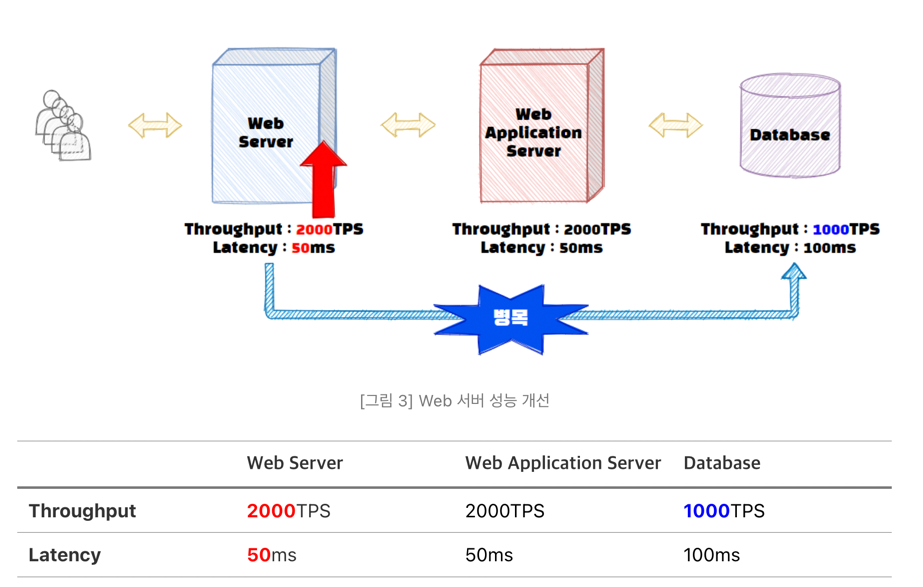 Web
Server
Web
Application
Server
Database
Throughput : 2000TPS
Latency : 50ms
Throughput : 2000TPS
Latency : 50ms
Throughput : 1000TPS
Latency : 100ms
병목
[그림 3] Web 서버 성능 개선
Web Server Web Application Server Database
Throughput 2000TPS 2000TPS 1000TPS
Latency 50ms 50ms 100ms